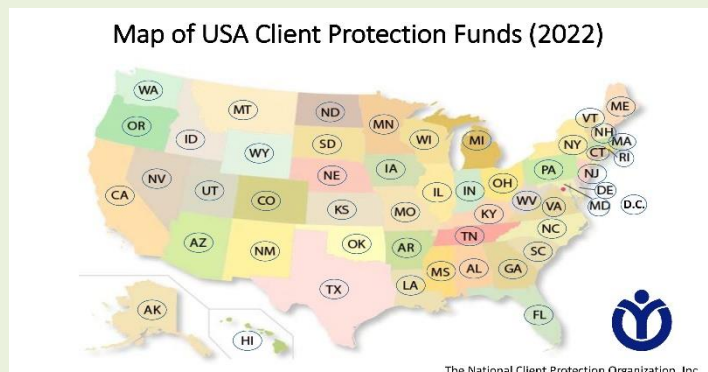 Map of USA Client Protection Funds (2022)
WA
MT
ND
MN
ME
VT
NH
OR
ID
SD
WI
MI
NY
MA
WY
CT
RI
NE
IA
PA
NJ
NV
UT
IL
IN
OH
DE
CA
CO
KS
MO
WV
VA
MD
D.C.
KY
NC
AZ
NM
OK
AR
TN
SC
MS
AL
GA
TX
LA
AK
FL
HI
The National Client Protection Organization, Inc